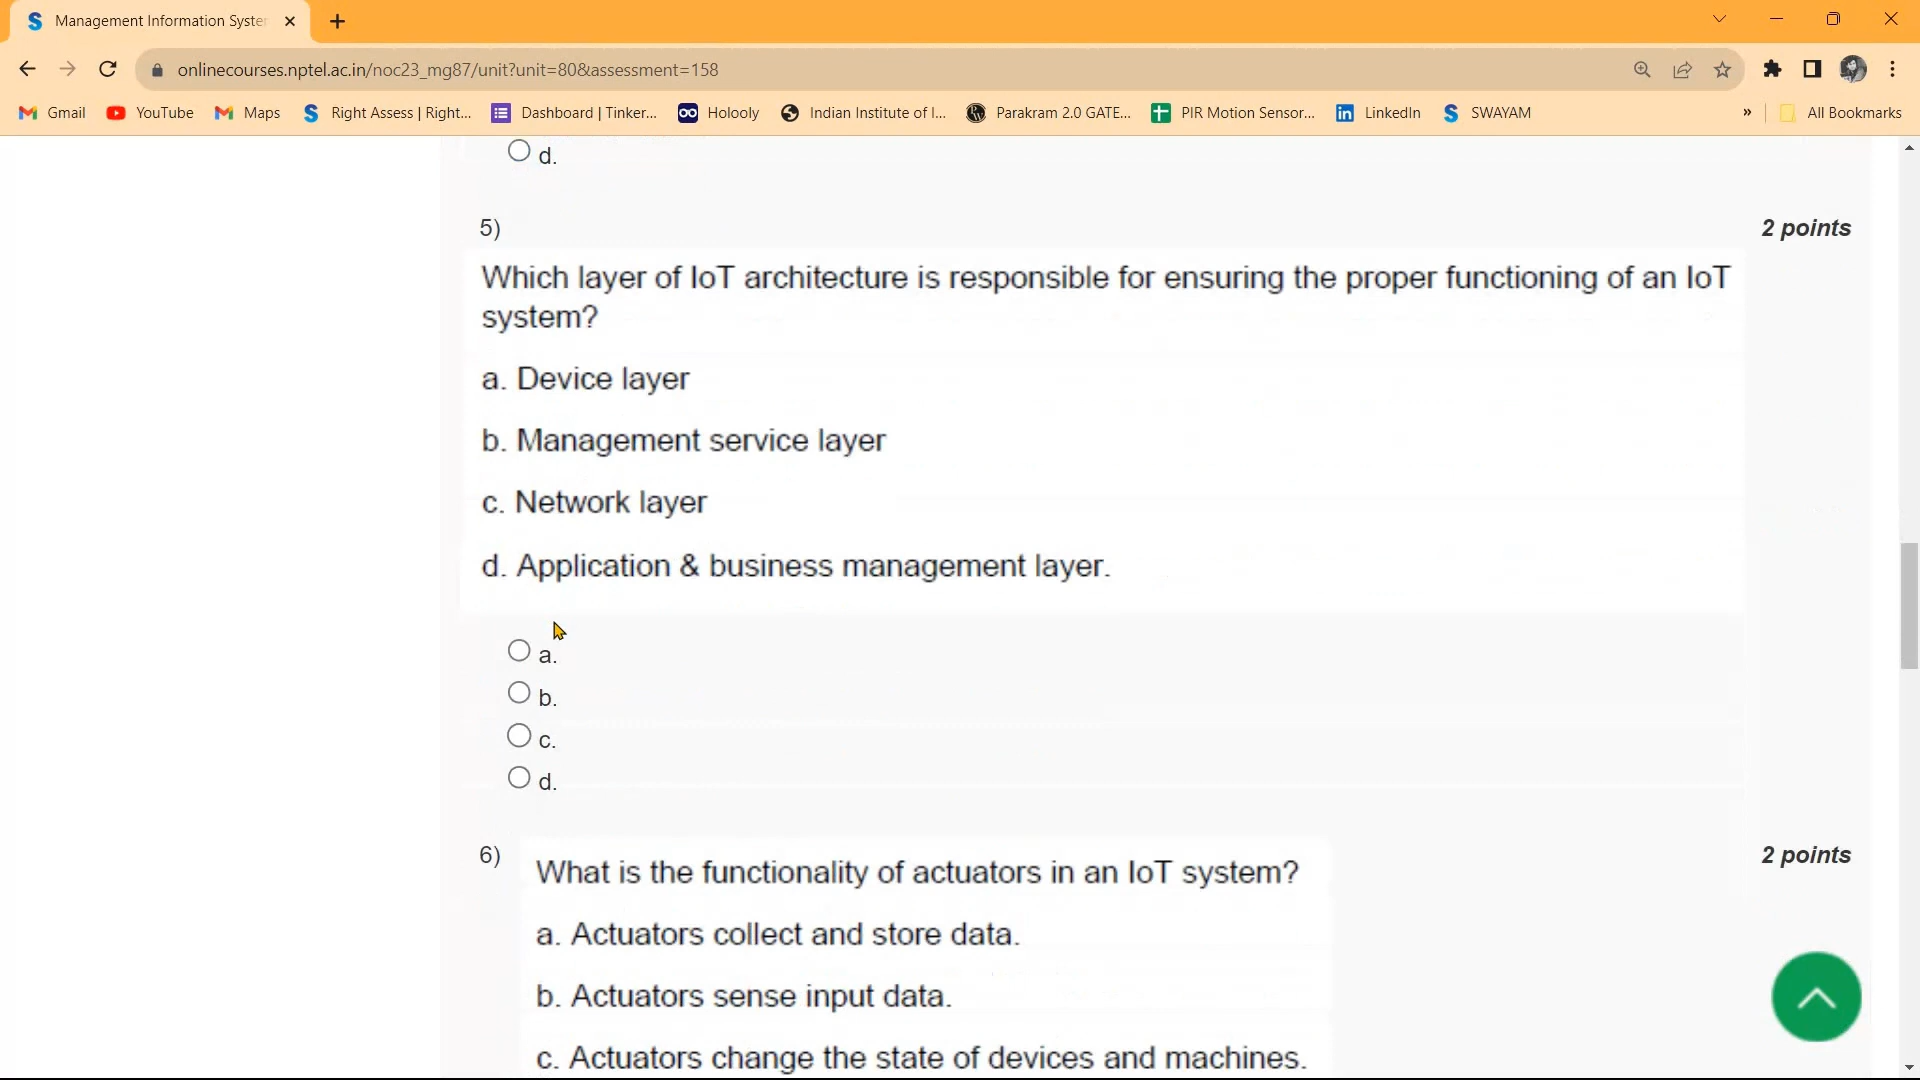 Management Information Syste
onlinecourses.nptel.ac.in/noc23_mg87/unit?unit=80&assessment=158
Gmail YouTube Maps Right Assess | Right... Dashboard | Tinker... Holooly Indian Institute of I... Parakram 2.0 GATE... PIR Motion Sensor... LinkedIn SWAYAM » All Bookmarks
d.
5) 2 points
Which layer of IoT architecture is responsible for ensuring the proper functioning of an IoT
system?
a. Device layer
b. Management service layer
c. Network layer
d. Application & business management layer.
a.
b.
c.
d.
6) 2 points
What is the functionality of actuators in an IoT system?
a. Actuators collect and store data.
b. Actuators sense input data.
c. Actuators change the state of devices and machines.